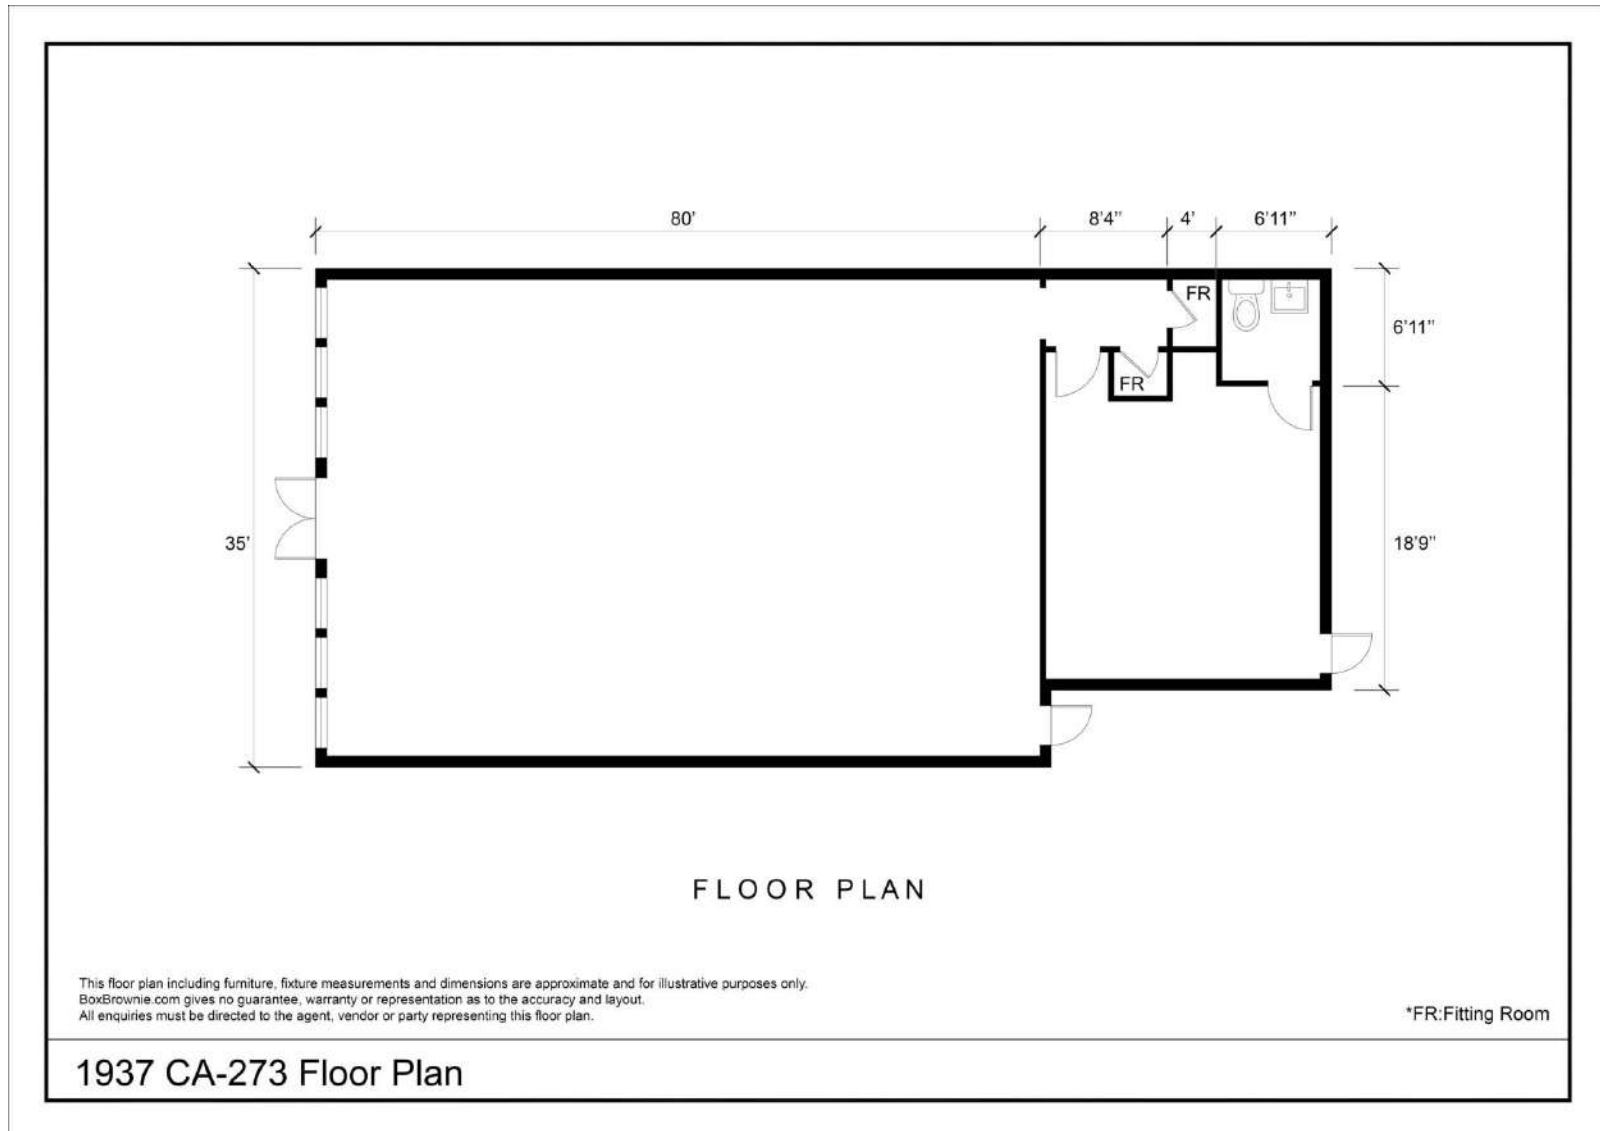 80’
8’4’’
4’
6’11’’
FR
FR
6’11’’
35’
18’9’’
FLOOR PLAN
This floor plan including furniture, fixture measurements and dimensions are approximate and for illustrative purposes only.
BoxBrownie.com gives no guarantee, warranty or representation as to the accuracy and layout.
All enquiries must be directed to the agent, vendor or party representing this floor plan.
*FR:Fitting Room
1937 CA-273 Floor Plan